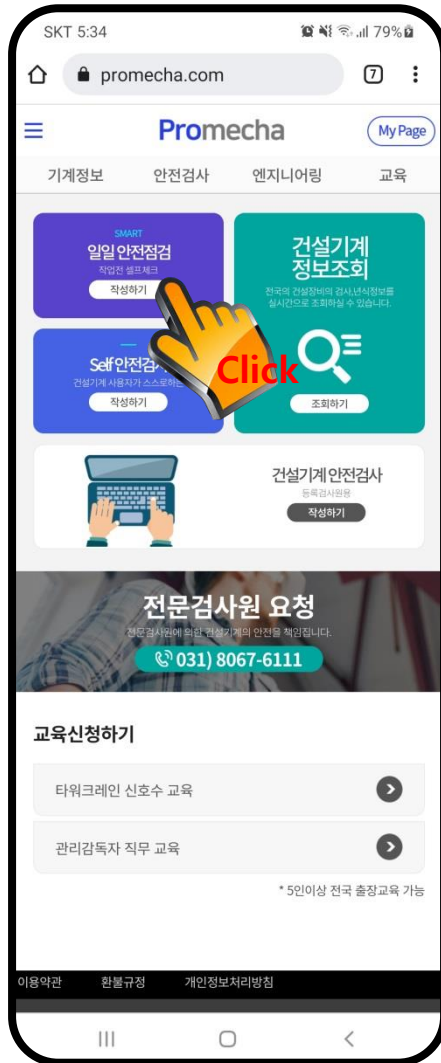 SKT 5:34
79%
promecha.com
7
Promecha
My Page
기계정보 안전검사 엔지니어링 교육
SMART
일일 안전점검
작업전 셀프체크
작성하기
건설기계
정보조회
전국의 건설장비의 검사,년식정보를
실시간으로 조회하실 수 있습니다.
조회하기
Self 안전검
건설기계 사용자가 스스로하는
작성하기
Click
건설기계 안전검사
등록검사원용
작성하기
전문검사원 요청
전문검사원에 의한 건설기계의 안전을 책임집니다.
031) 8067-6111
교육신청하기
타워크레인 신호수 교육
관리감독자 직무 교육
* 5인이상 전국 출장교육 가능
이용약관 환불규정 개인정보처리방침